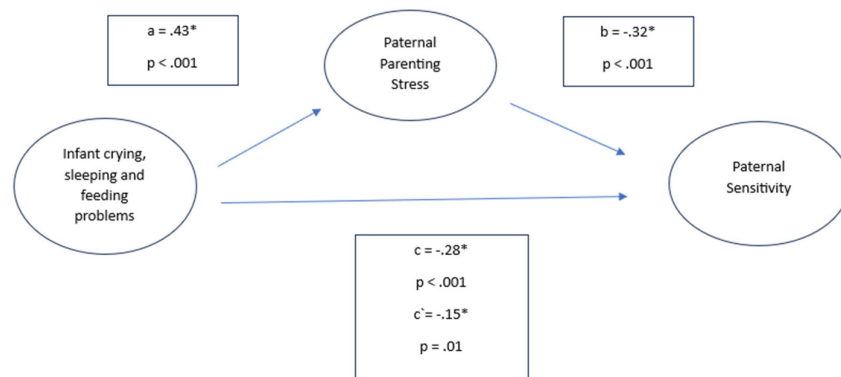 a = .43*
p < .001
Paternal
Parenting
Stress
b = -.32*
p < .001
Infant crying,
sleeping and
feeding
problems
Paternal
Sensitivity
c = -.28*
p < .001
c`= -.15*
p = .01